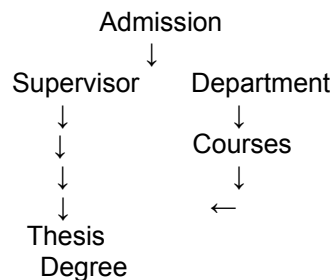 Admission
↓
Supervisor Department
↓ ↓
↓ Courses
↓ ↓
↓ ←
Thesis
Degree